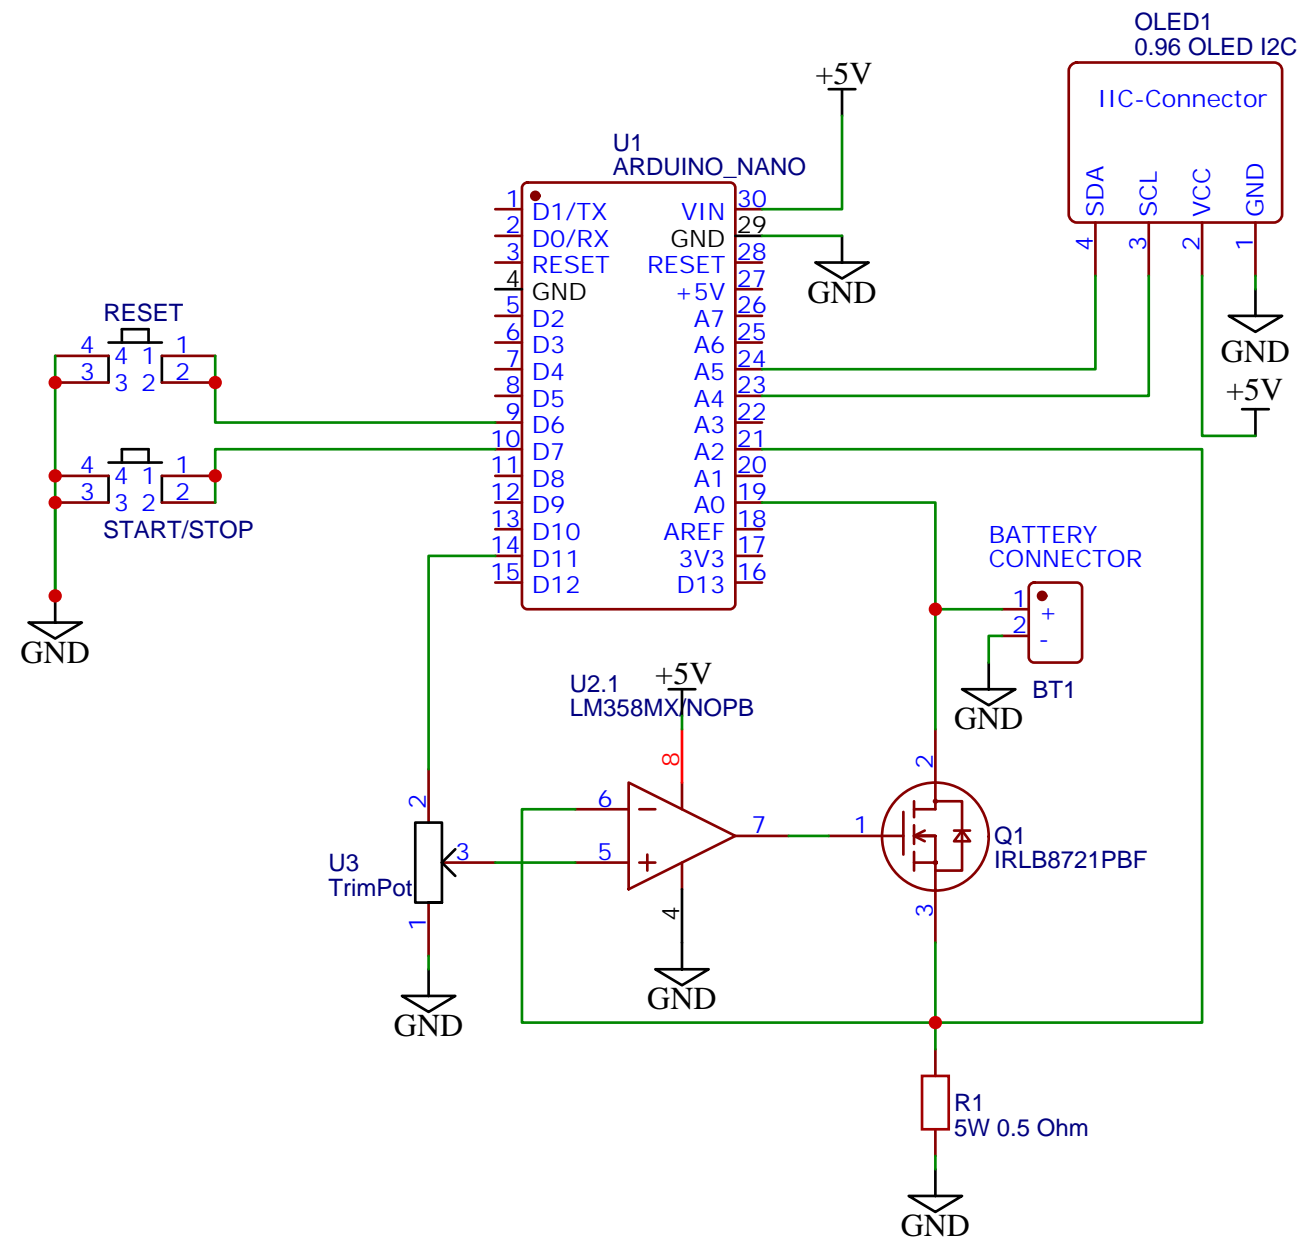 OLED1
0.96 OLED I2C
IIC-Connector
SDA
SCL
VCC
GND
4
3
2
1
GND
+5V
+5V
U1
ARDUINO_NANO
1 D1/TX VIN 30
2 D0/RX GND 29
3 RESET RESET 28
4 GND +5V 27
5 D2 A7 26
6 D3 A6 25
7 D4 A5 24
8 D5 A4 23
9 D6 A3 22
10 D7 A2 21
11 D8 A1 20
12 D9 A0 19
13 D10 AREF 18
14 D11 3V3 17
15 D12 D13 16
GND
RESET
4 4 1 1
3 3 2 2
4 4 1 1
3 3 2 2
START/STOP
GND
BATTERY
CONNECTOR
1 +
2 -
BT1
GND
U2.1
LM358MX/NOPB
+5V
8
6
5
7
4
GND
U3
TrimPot
2
3
1
GND
2
1
3
Q1
IRLB8721PBF
R1
5W 0.5 Ohm
GND